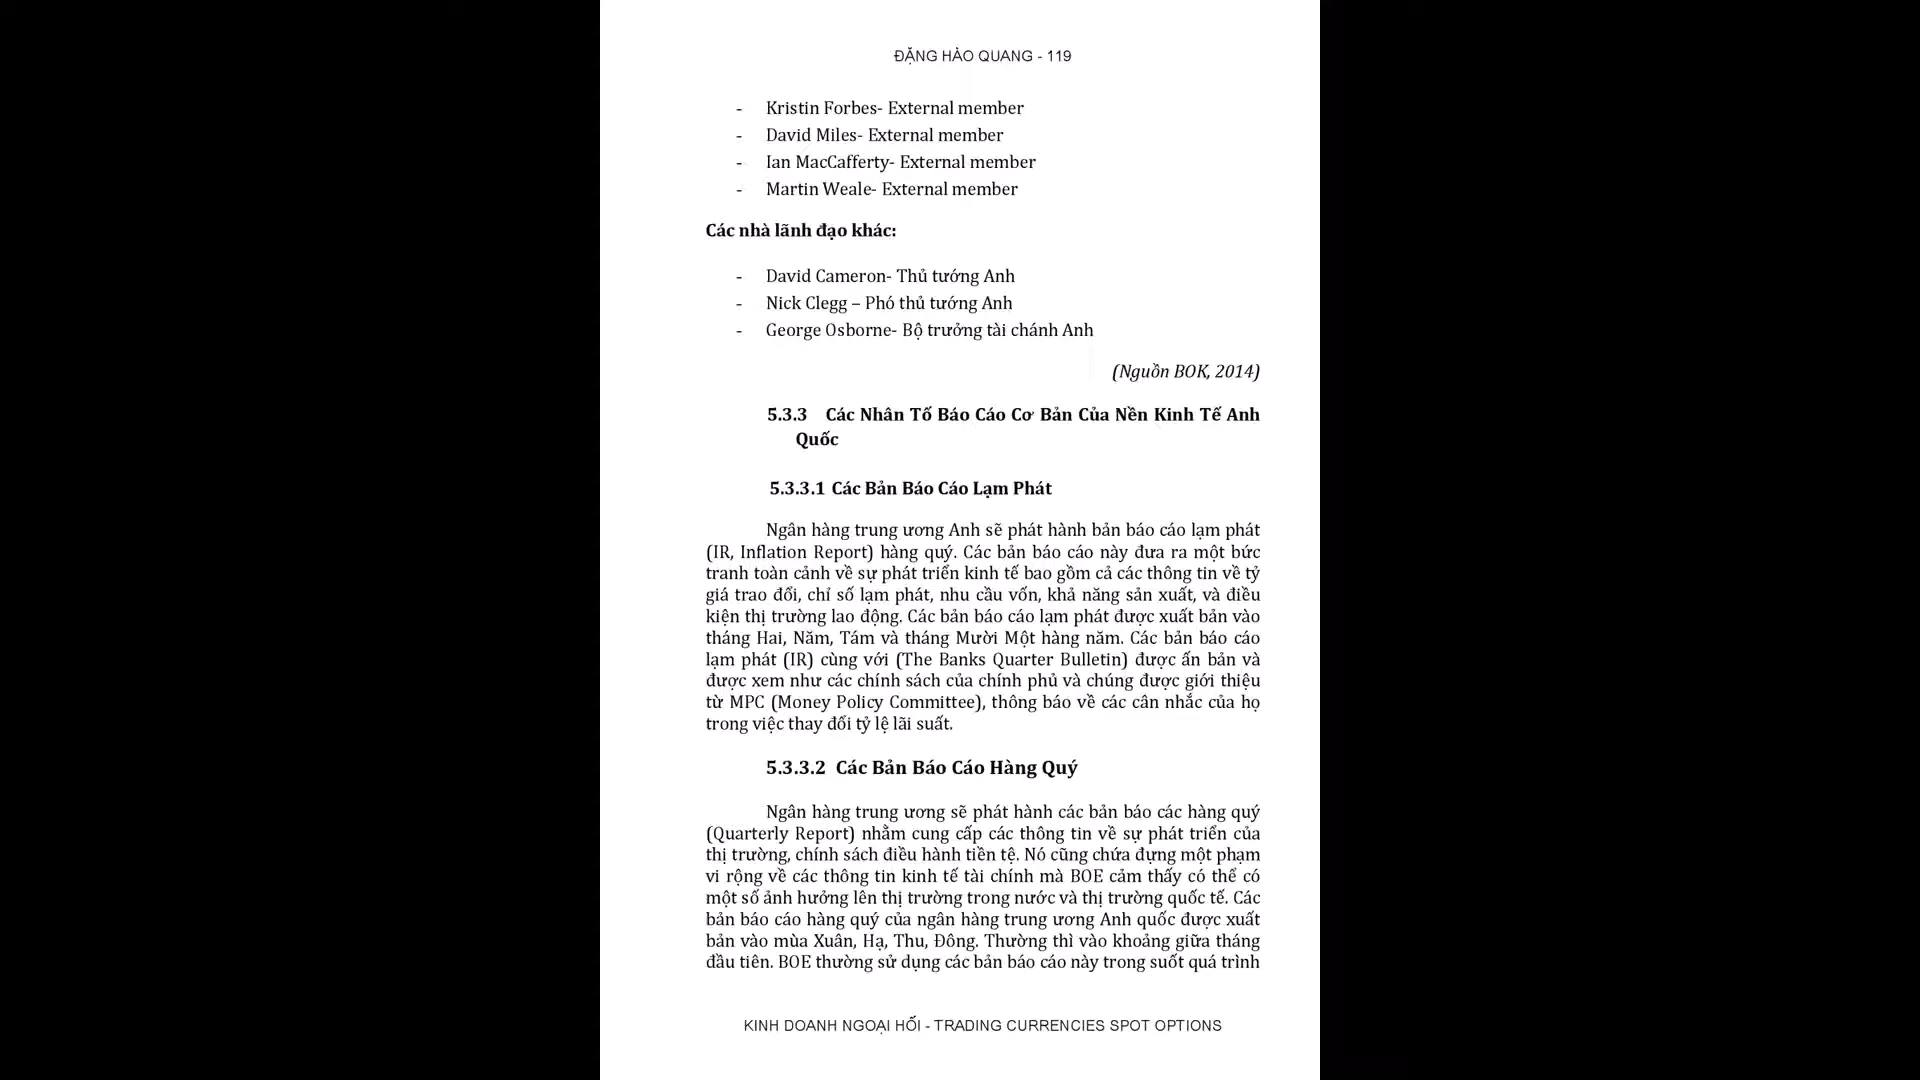 ĐẶNG HÀO QUANG - 119
- Kristin Forbes- External member
- David Miles- External member
- Ian MacCafferty- External member
- Martin Weale- External member
Các nhà lãnh đạo khác:
- David Cameron- Thủ tướng Anh
- Nick Clegg – Phó thủ tướng Anh
- George Osborne- Bộ trưởng tài chánh Anh
(Nguồn BOK, 2014)
5.3.3 Các Nhân Tố Báo Cáo Cơ Bản Của Nền Kinh Tế Anh
Quốc
5.3.3.1 Các Bản Báo Cáo Lạm Phát
Ngân hàng trung ương Anh sẽ phát hành bản báo cáo lạm phát
(IR, Inflation Report) hàng quý. Các bản báo cáo này đưa ra một bức
tranh toàn cảnh về sự phát triển kinh tế bao gồm cả các thông tin về tỷ
giá trao đổi, chỉ số lạm phát, nhu cầu vốn, khả năng sản xuất, và điều
kiện thị trường lao động. Các bản báo cáo lạm phát được xuất bản vào
tháng Hai, Năm, Tám và tháng Mười Một hàng năm. Các bản báo cáo
lạm phát (IR) cùng với (The Banks Quarter Bulletin) được ấn bản và
được xem như các chính sách của chính phủ và chúng được giới thiệu
từ MPC (Money Policy Committee), thông báo về các cân nhắc của họ
trong việc thay đổi tỷ lệ lãi suất.
5.3.3.2 Các Bản Báo Cáo Hàng Quý
Ngân hàng trung ương sẽ phát hành các bản báo các hàng quý
(Quarterly Report) nhằm cung cấp các thông tin về sự phát triển của
thị trường, chính sách điều hành tiền tệ. Nó cũng chứa đựng một phạm
vi rộng về các thông tin kinh tế tài chính mà BOE cảm thấy có thể có
một số ảnh hưởng lên thị trường trong nước và thị trường quốc tế. Các
bản báo cáo hàng quý của ngân hàng trung ương Anh quốc được xuất
bản vào mùa Xuân, Hạ, Thu, Đông. Thường thì vào khoảng giữa tháng
đầu tiên. BOE thường sử dụng các bản báo cáo này trong suốt quá trình
KINH DOANH NGOẠI HỐI - TRADING CURRENCIES SPOT OPTIONS